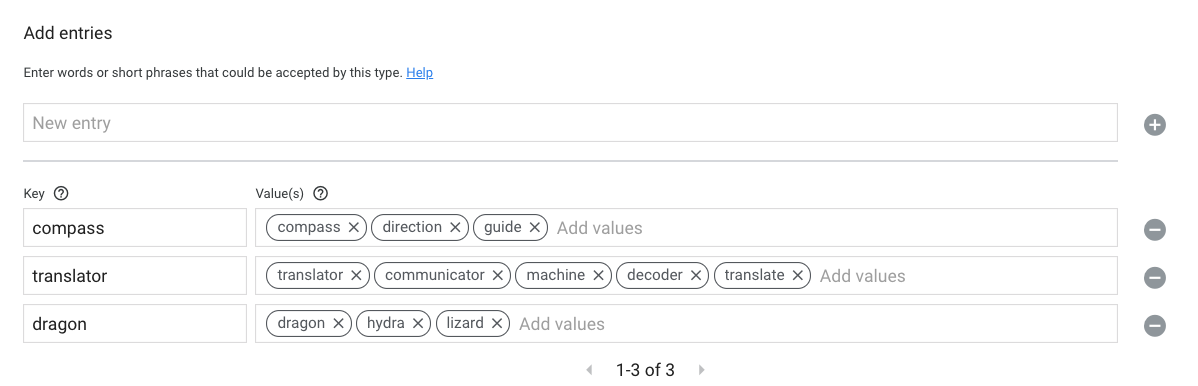 Add entries
Enter words or short phrases that could be accepted by this type. Help
New entry
Key Value(s)
compass compass direction guide Add values
translator translator communicator machine decoder translate Add values
dragon dragon hydra lizard Add values
1-3 of 3